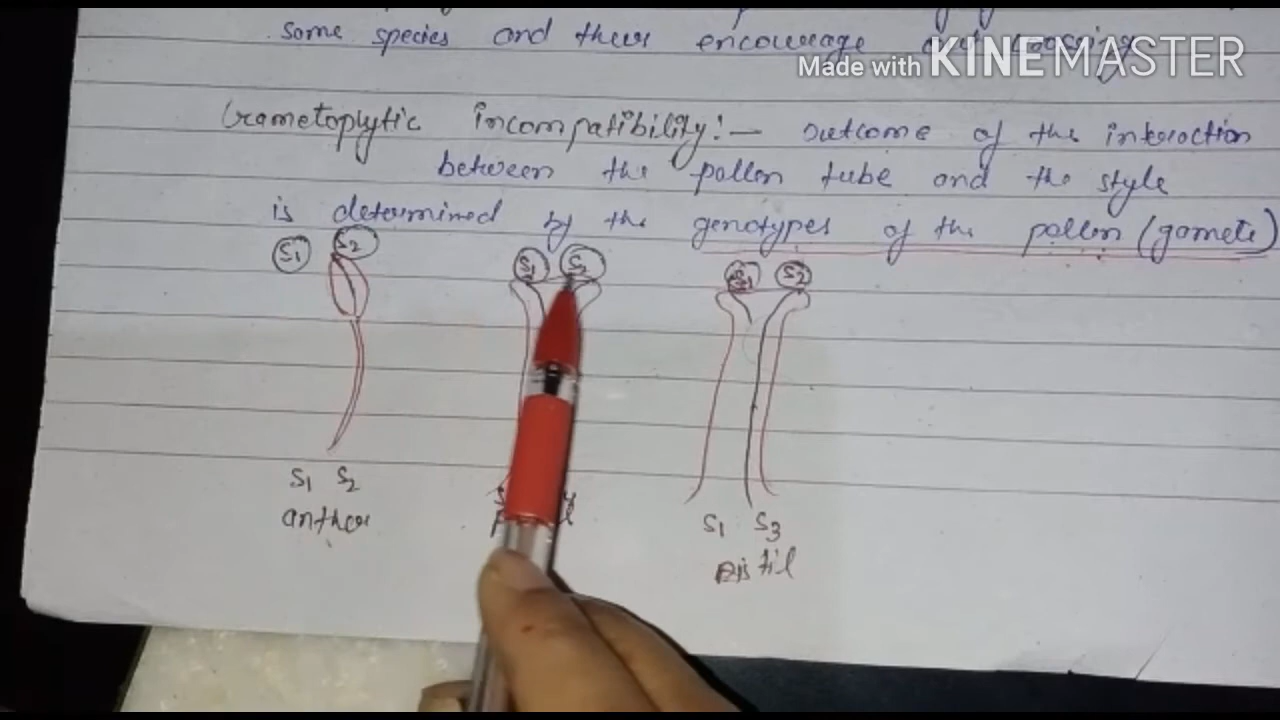 some species and
encourage
Made with KINEMASTER
Gametoplytic incompatibility:- outcome of the interaction
between the pollen tube and the style
is determined by the genotypes of the pollen (gamete)
S1 S2 S1 S2 S1 S2
S1 S2 S1 S3
anther Pistil